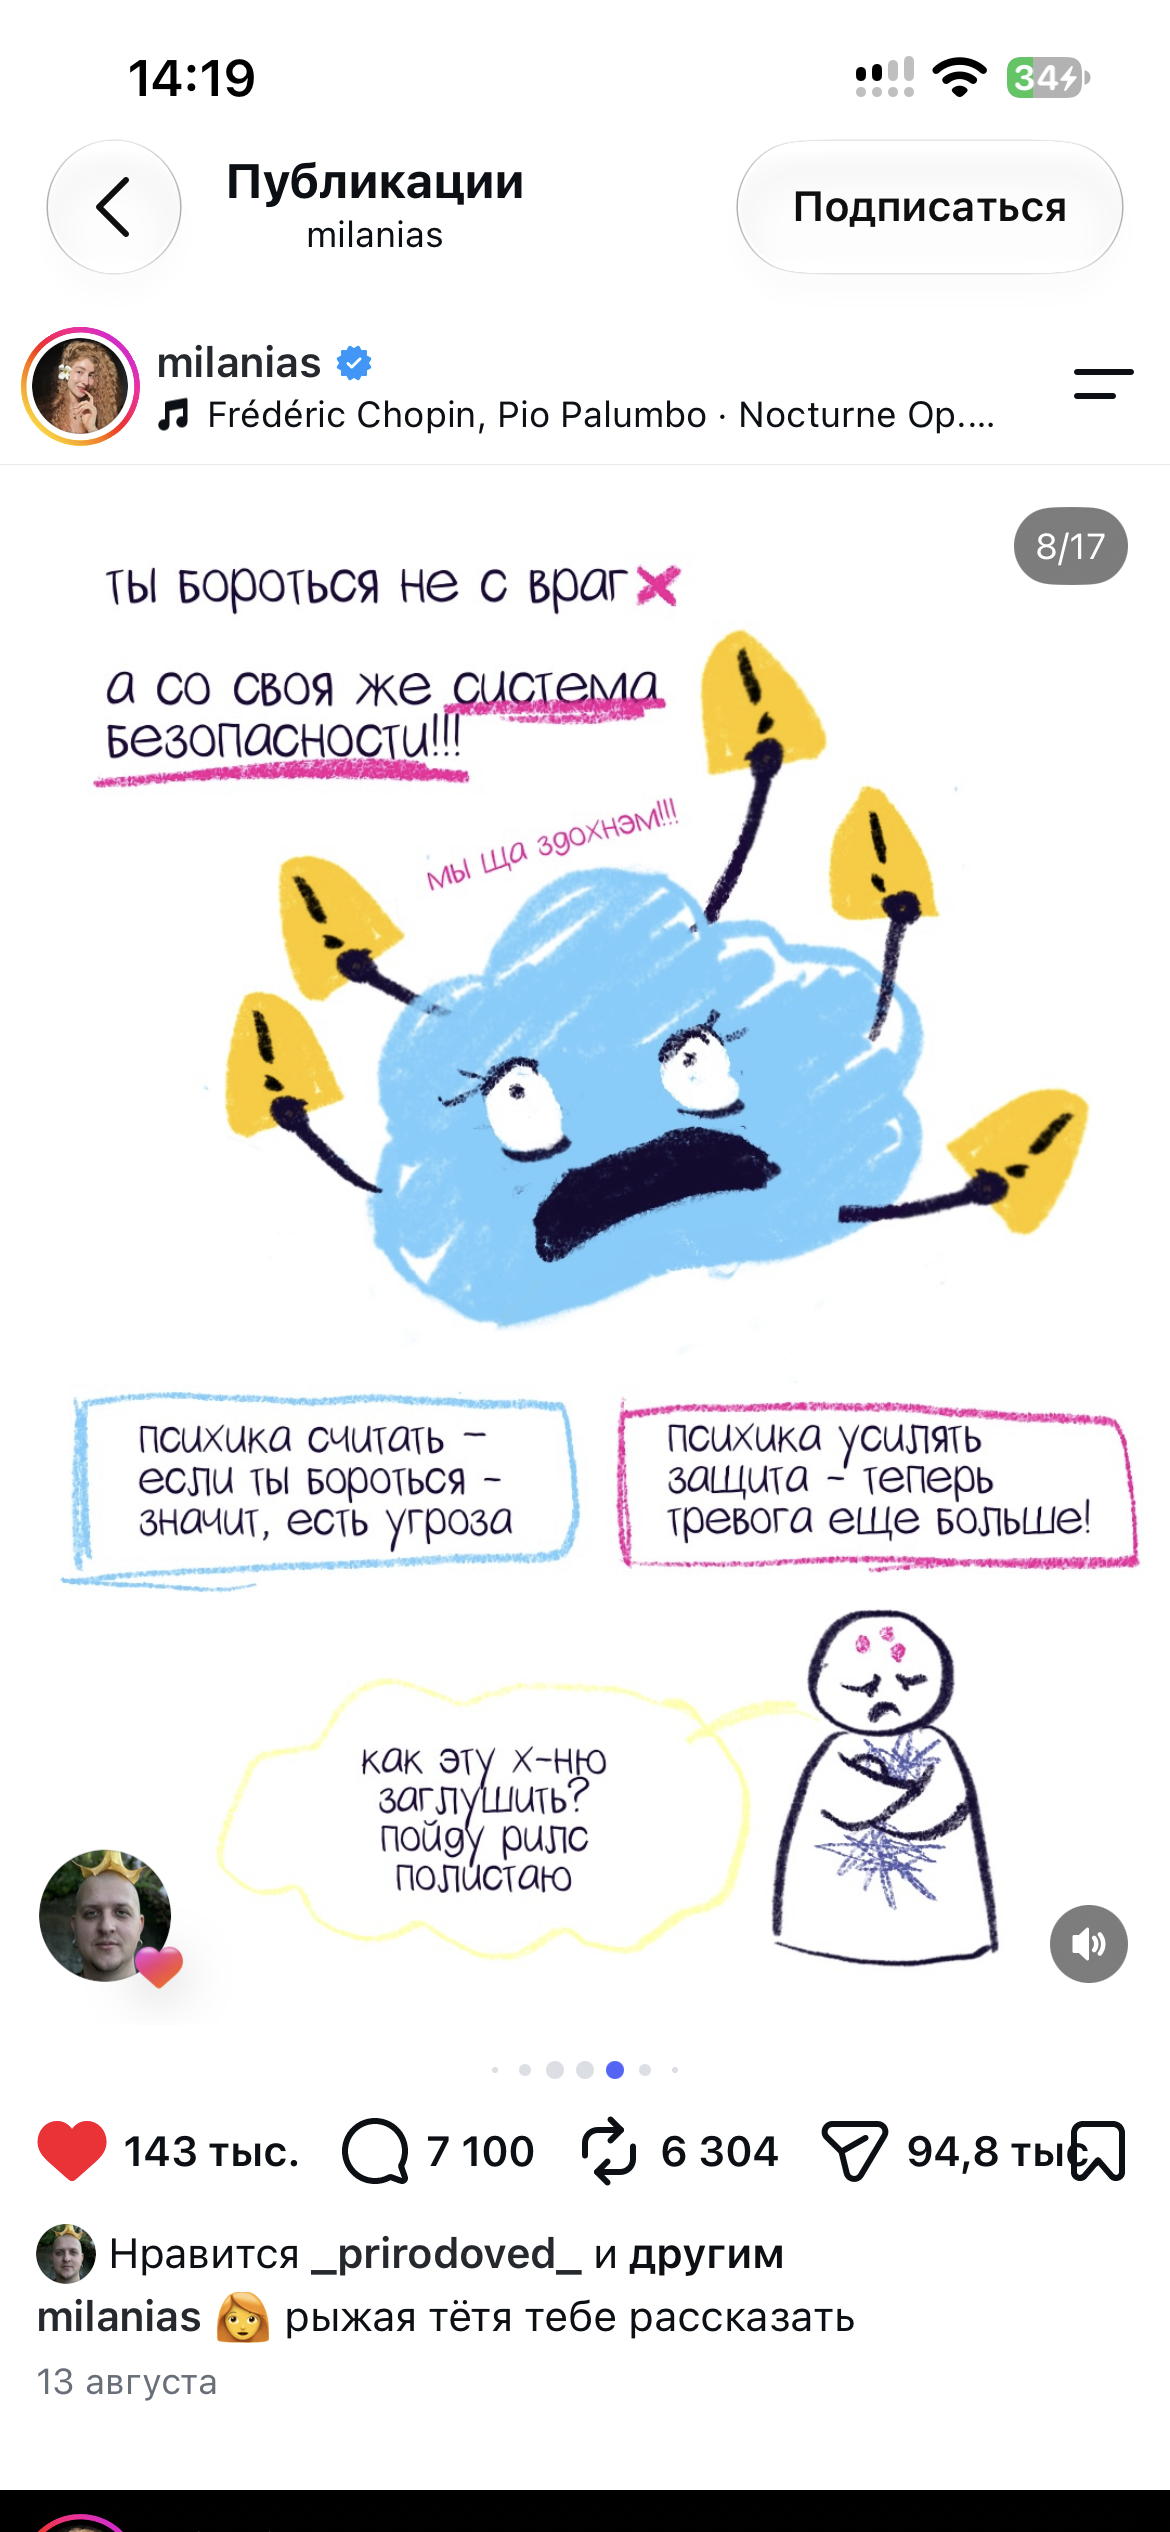 14:19
34
Публикации
milanias
Подписаться
milanias
Frédéric Chopin, Pio Palumbo · Nocturne Op....
8/17
ты бороться не с враг
а со своя же система
безопасности!!!
мы ща здохнэм!!!
психика считать –
если ты бороться –
значит, есть угроза
психика усилять
защита – теперь
тревога еще больше!
как эту х-ню
заглушить?
пойду рилс
полистаю
143 тыс.
7 100
6 304
94,8 тыс
Нравится _prirodoved_ и другим
milanias 👩‍🦰 рыжая тётя тебе рассказать
13 августа